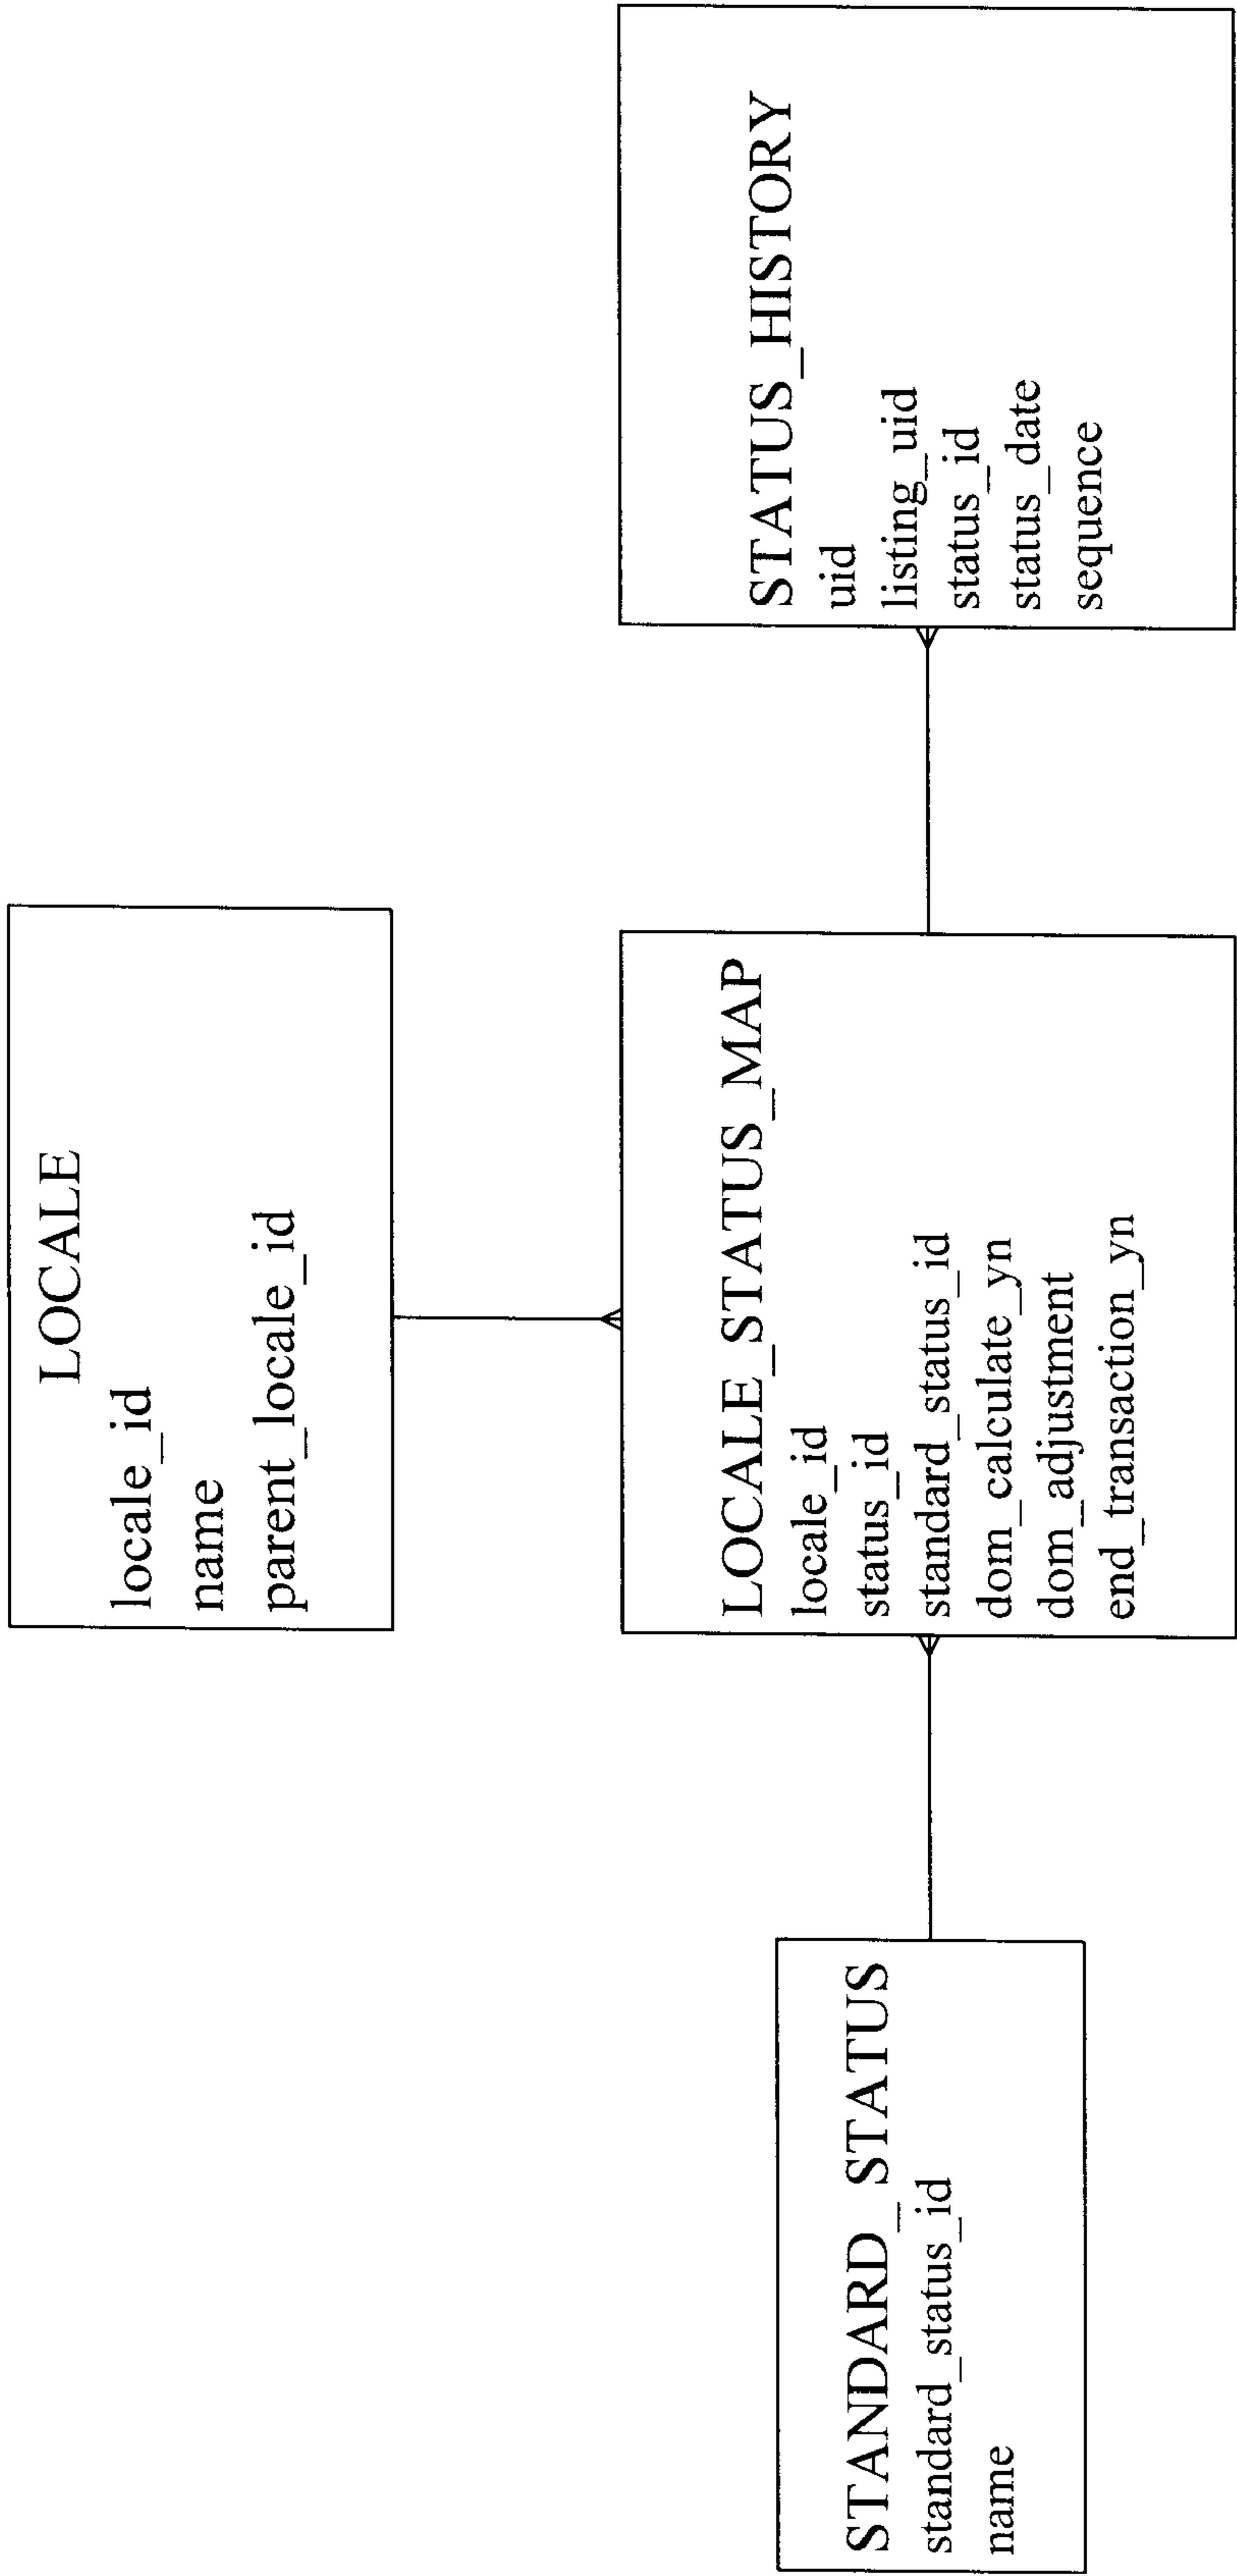 LOCALE
locale_id
name
parent_locale_id
STANDARD_STATUS
standard_status_id
name
LOCALE_STATUS_MAP
locale_id
status_id
standard_status_id
dom_calculate_yn
dom_adjustment
end_transaction_yn
STATUS_HISTORY
uid
listing_uid
status_id
status_date
sequence